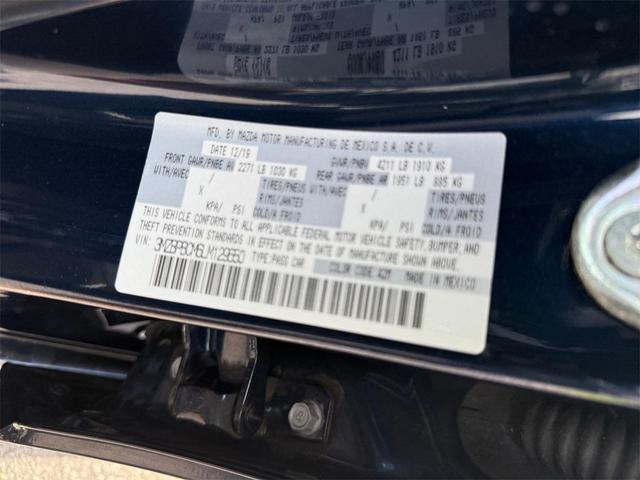 MFD. BY MAZDA MOTOR MANUFACTURING DE MEXICO S.A. DE C.V.
DATE 12/19 GVWR/PNBV 4211 LB 1910 KG
FRONT GAWR/PNBE AV 2271 LB 1030 KG REAR GAWR/PNBE AR 1951 LB 885 KG
WITH/AVEC / TIRES/PNEUS / TIRES/PNEUS
X RIMS/JANTES X RIMS/JANTES
KPA/ PSI COLD/A FROID KPA/ PSI COLD/A FROID
THIS VEHICLE CONFORMS TO ALL APPLICABLE FEDERAL MOTOR VEHICLE SAFETY, BUMPER, AND
THEFT PREVENTION STANDARDS IN EFFECT ON THE DATE OF MANUFACTURE SHOWN ABOVE.
VIN: 3MZBPBCM6LM129860 TYPE: PASS CAR
COLOR CODE: 42M MADE IN MEXICO